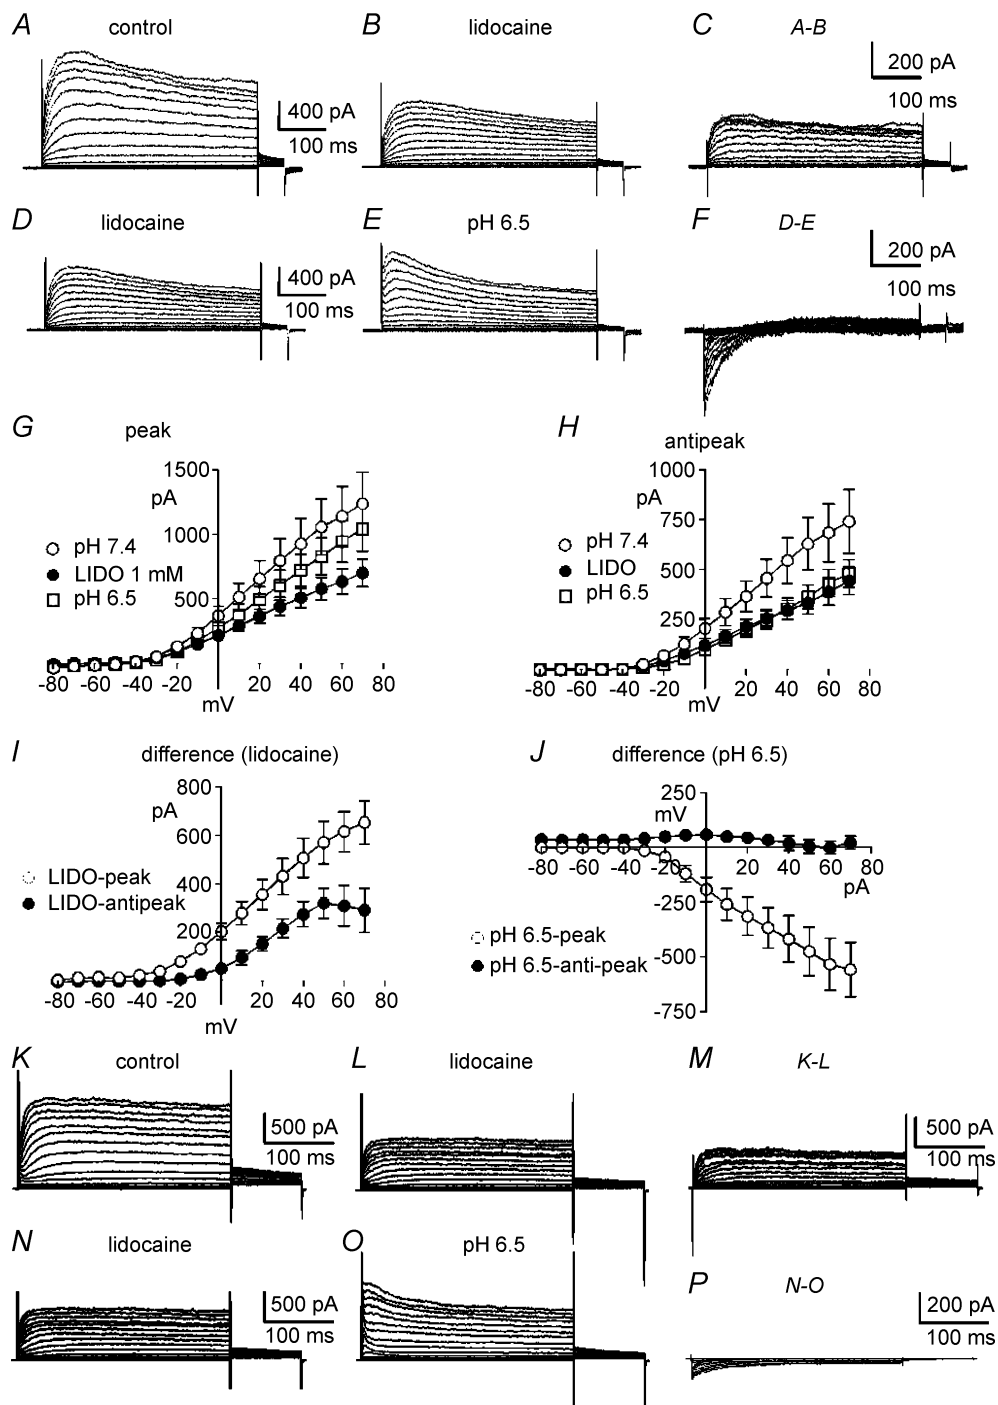 A control
B lidocaine
C A-B
200 pA
100 ms
400 pA
100 ms
D lidocaine
E pH 6.5
F D-E
200 pA
100 ms
400 pA
100 ms
G peak
1500
pA
1000
500
pH 7.4
LIDO 1 mM
pH 6.5
-80 -60 -40 -20 20 40 60 80
mV
H antipeak
1000
pA
750
500
250
pH 7.4
LIDO
pH 6.5
-80 -60 -40 -20 20 40 60 80
mV
I difference (lidocaine)
800
pA
600
400
200
LIDO-peak
LIDO-antipeak
-80 -60 -40 -20 20 40 60 80
mV
J difference (pH 6.5)
250
mV
-80 -60 -40 -20 20 40 60 80
pA
-250
-500
-750
pH 6.5-peak
pH 6.5-anti-peak
K control
500 pA
100 ms
L lidocaine
M K-L
500 pA
100 ms
N lidocaine
500 pA
100 ms
O pH 6.5
P N-O
200 pA
100 ms